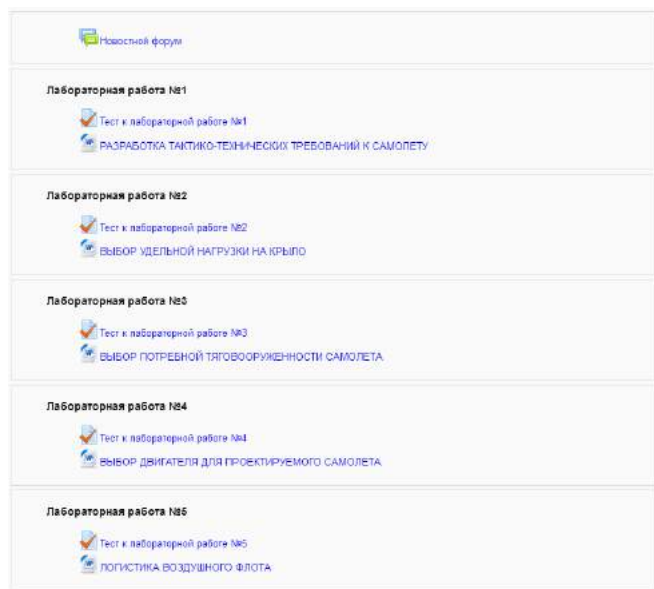 Новостной форум
Лабораторная работа №1
Тест к лабораторной работе №1
РАЗРАБОТКА ТАКТИКО-ТЕХНИЧЕСКИХ ТРЕБОВАНИЙ К САМОЛЕТУ
Лабораторная работа №2
Тест к лабораторной работе №2
ВЫБОР УДЕЛЬНОЙ НАГРУЗКИ НА КРЫЛО
Лабораторная работа №3
Тест к лабораторной работе №3
ВЫБОР ПОТРЕБНОЙ ТЯГОВООРУЖЕННОСТИ САМОЛЕТА
Лабораторная работа №4
Тест к лабораторной работе №4
ВЫБОР ДВИГАТЕЛЯ ДЛЯ ПРОЕКТИРУЕМОГО САМОЛЕТА
Лабораторная работа №5
Тест к лабораторной работе №5
ЛОГИСТИКА ВОЗДУШНОГО ФЛОТА